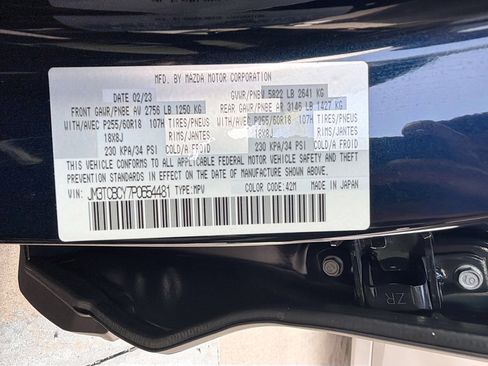 MFD. BY MAZDA MOTOR CORPORATION
DATE 02/23 GVWR/PNBV 5822 LB 2641 KG
FRONT GAWR/PNBE AV 2756 LB 1250 KG REAR GAWR/PNBE AR 3146 LB 1427 KG
WITH/AVEC P255/60R18 107H TIRES/PNEUS WITH/AVEC P255/60R18 107H TIRES/PNEUS
18X8J RIMS/JANTES 18X8J RIMS/JANTES
230 KPA/34 PSI COLD/A FROID 230 KPA/34 PSI COLD/A FROID
THIS VEHICLE CONFORMS TO ALL APPLICABLE FEDERAL MOTOR VEHICLE SAFETY, BUMPER,
AND THEFT PREVENTION STANDARDS IN EFFECT ON THE DATE OF MANUFACTURE SHOWN ABOVE.
VIN: JM3TCBCY7P0654481 TYPE:MPV COLOR CODE:42M MADE IN JAPAN
ZR